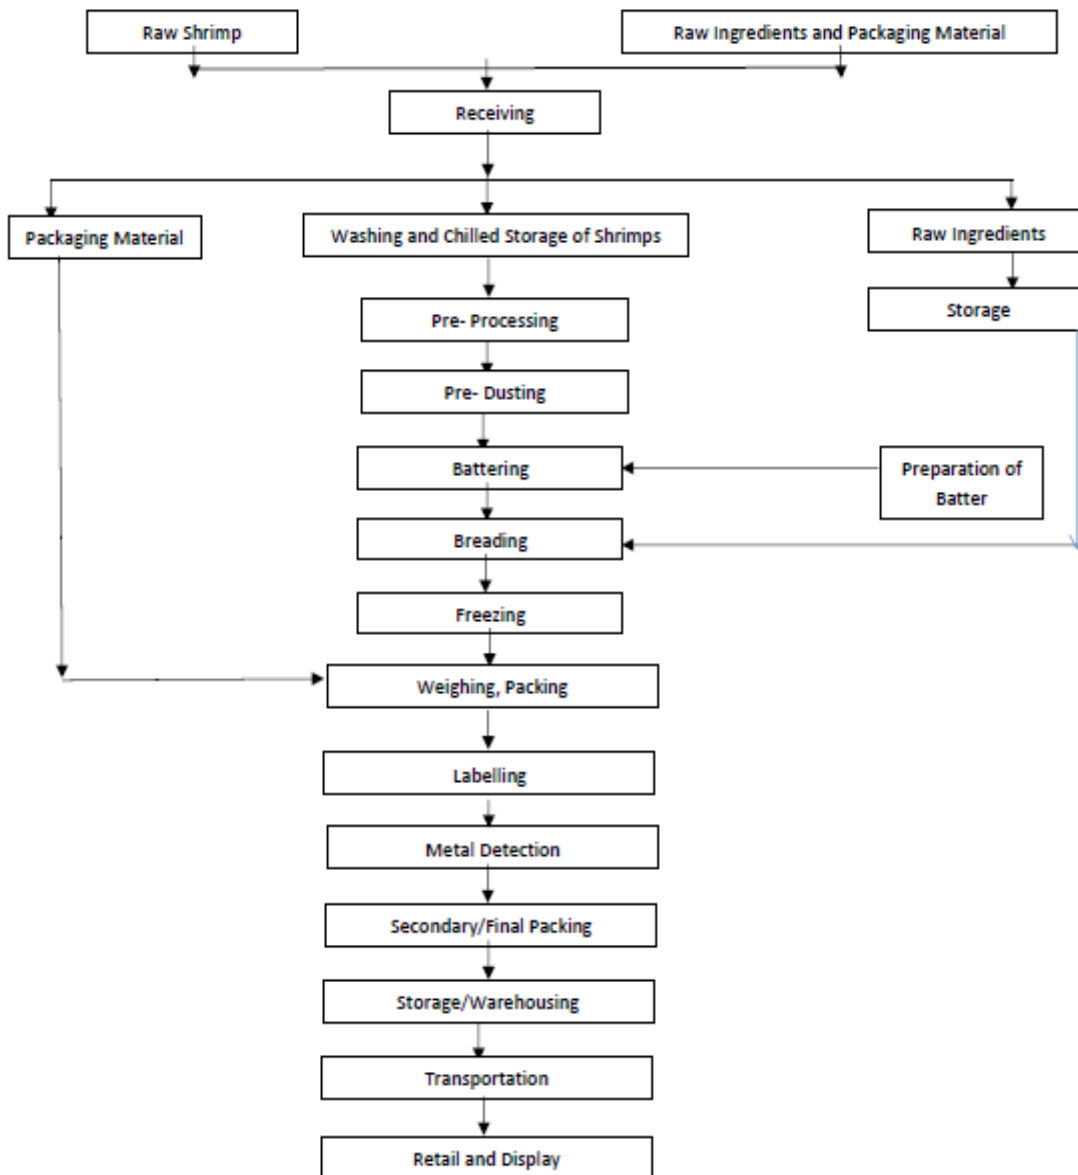 Raw Shrimp
Raw Ingredients and Packaging Material
Receiving
Packaging Material
Washing and Chilled Storage of Shrimps
Raw Ingredients
Pre- Processing
Storage
Pre- Dusting
Battering
Preparation of
Batter
Breading
Freezing
Weighing, Packing
Labelling
Metal Detection
Secondary/Final Packing
Storage/Warehousing
Transportation
Retail and Display